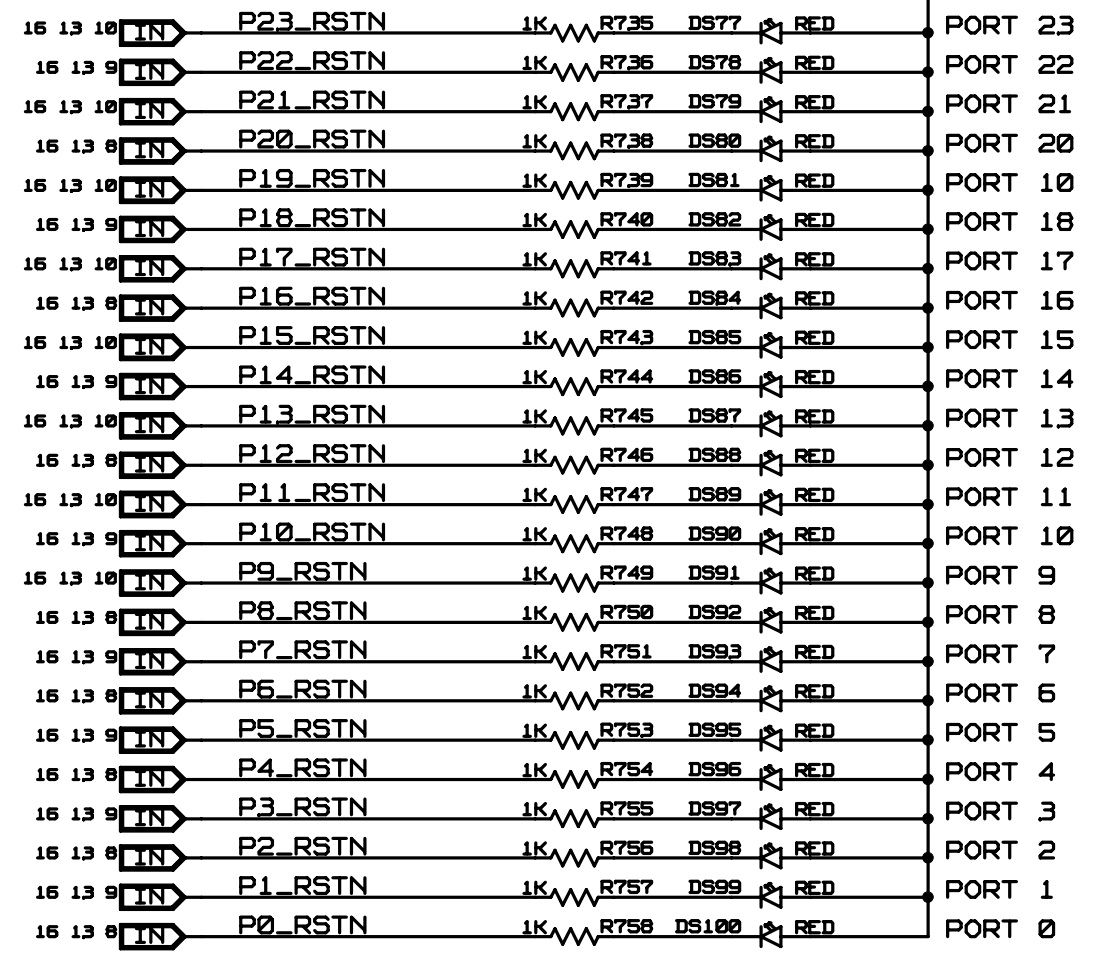 16 13 10 IN P23_RSTN 1K R735 DS77 RED PORT 23
16 13 9 IN P22_RSTN 1K R736 DS78 RED PORT 22
16 13 10 IN P21_RSTN 1K R737 DS79 RED PORT 21
16 13 8 IN P20_RSTN 1K R738 DS80 RED PORT 20
16 13 10 IN P19_RSTN 1K R739 DS81 RED PORT 10
16 13 9 IN P18_RSTN 1K R740 DS82 RED PORT 18
16 13 10 IN P17_RSTN 1K R741 DS83 RED PORT 17
16 13 8 IN P16_RSTN 1K R742 DS84 RED PORT 16
16 13 10 IN P15_RSTN 1K R743 DS85 RED PORT 15
16 13 9 IN P14_RSTN 1K R744 DS86 RED PORT 14
16 13 10 IN P13_RSTN 1K R745 DS87 RED PORT 13
16 13 8 IN P12_RSTN 1K R746 DS88 RED PORT 12
16 13 10 IN P11_RSTN 1K R747 DS89 RED PORT 11
16 13 9 IN P10_RSTN 1K R748 DS90 RED PORT 10
16 13 10 IN P9_RSTN 1K R749 DS91 RED PORT 9
16 13 8 IN P8_RSTN 1K R750 DS92 RED PORT 8
16 13 9 IN P7_RSTN 1K R751 DS93 RED PORT 7
16 13 8 IN P6_RSTN 1K R752 DS94 RED PORT 6
16 13 9 IN P5_RSTN 1K R753 DS95 RED PORT 5
16 13 8 IN P4_RSTN 1K R754 DS96 RED PORT 4
16 13 9 IN P3_RSTN 1K R755 DS97 RED PORT 3
16 13 8 IN P2_RSTN 1K R756 DS98 RED PORT 2
16 13 9 IN P1_RSTN 1K R757 DS99 RED PORT 1
16 13 8 IN P0_RSTN 1K R758 DS100 RED PORT 0